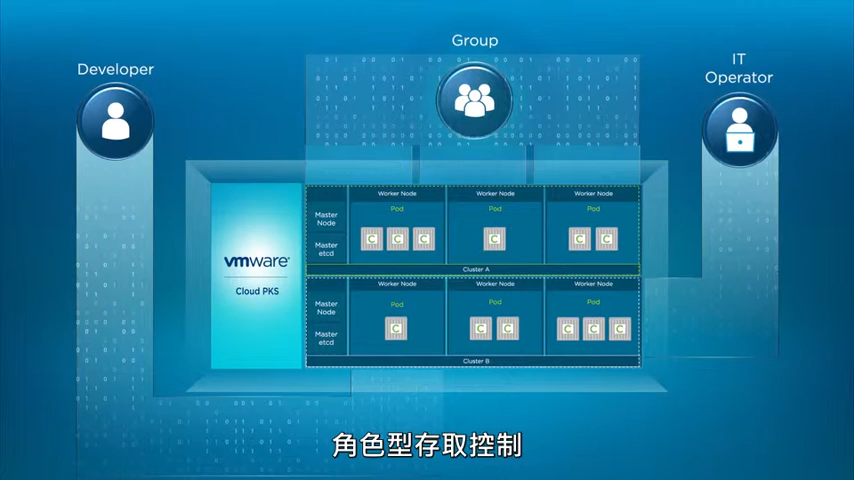 Group
Developer
IT
Operator
vmware
Cloud PKS
Worker Node
Worker Node
Worker Node
Master
Node
Master
etcd
Pod
Pod
Pod
C
C
C
C
C
C
Cluster A
Worker Node
Worker Node
Worker Node
Master
Node
Master
etcd
Pod
Pod
Pod
C
C
C
C
C
C
Cluster B
角色型存取控制